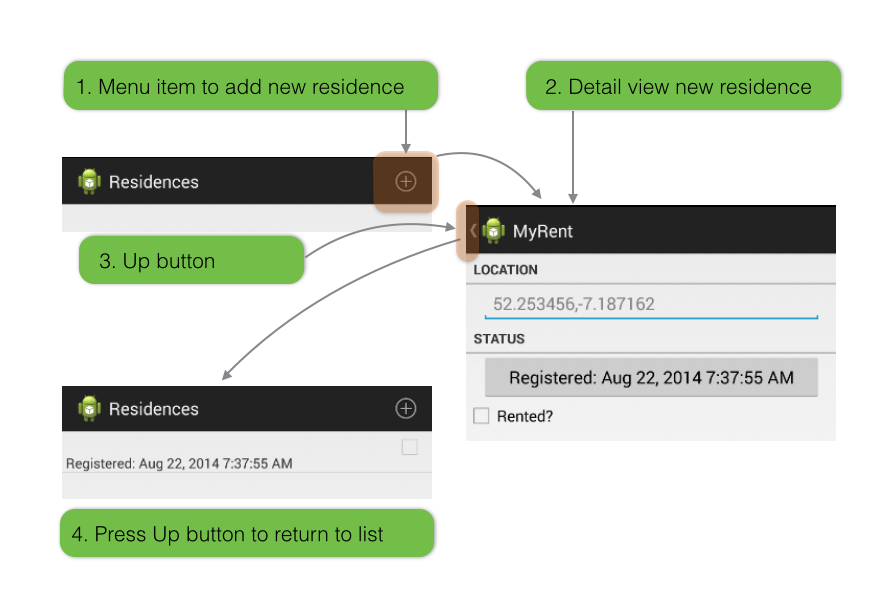 1. Menu item to add new residence
2. Detail view new residence
Residences
MyRent
3. Up button
LOCATION
52.253456,-7.187162
STATUS
Registered: Aug 22, 2014 7:37:55 AM
Rented?
Residences
Registered: Aug 22, 2014 7:37:55 AM
4. Press Up button to return to list